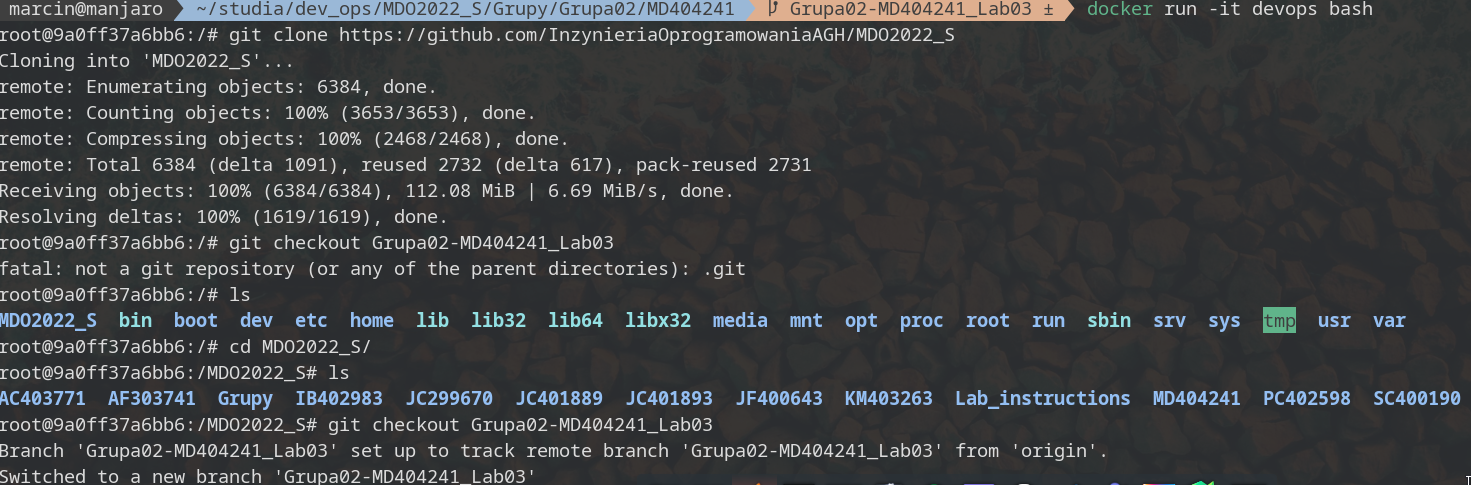 marcin@manjaro ~/studia/dev_ops/MDO2022_S/Grupy/Grupa02/MD404241 Grupa02-MD404241_Lab03 ± docker run -it devops bash
root@9a0ff37a6bb6:/# git clone https://github.com/InzynieriaOprogramowaniaAGH/MDO2022_S
Cloning into 'MDO2022_S'...
remote: Enumerating objects: 6384, done.
remote: Counting objects: 100% (3653/3653), done.
remote: Compressing objects: 100% (2468/2468), done.
remote: Total 6384 (delta 1091), reused 2732 (delta 617), pack-reused 2731
Receiving objects: 100% (6384/6384), 112.08 MiB | 6.69 MiB/s, done.
Resolving deltas: 100% (1619/1619), done.
root@9a0ff37a6bb6:/# git checkout Grupa02-MD404241_Lab03
fatal: not a git repository (or any of the parent directories): .git
root@9a0ff37a6bb6:/# ls
MDO2022_S bin boot dev etc home lib lib32 lib64 libx32 media mnt opt proc root run sbin srv sys tmp usr var
root@9a0ff37a6bb6:/# cd MDO2022_S/
root@9a0ff37a6bb6:/MDO2022_S# ls
AC403771 AF303741 Grupy IB402983 JC299670 JC401889 JC401893 JF400643 KM403263 Lab_instructions MD404241 PC402598 SC400190
root@9a0ff37a6bb6:/MDO2022_S# git checkout Grupa02-MD404241_Lab03
Branch 'Grupa02-MD404241_Lab03' set up to track remote branch 'Grupa02-MD404241_Lab03' from 'origin'.
Switched to a new branch 'Grupa02-MD404241_Lab03'